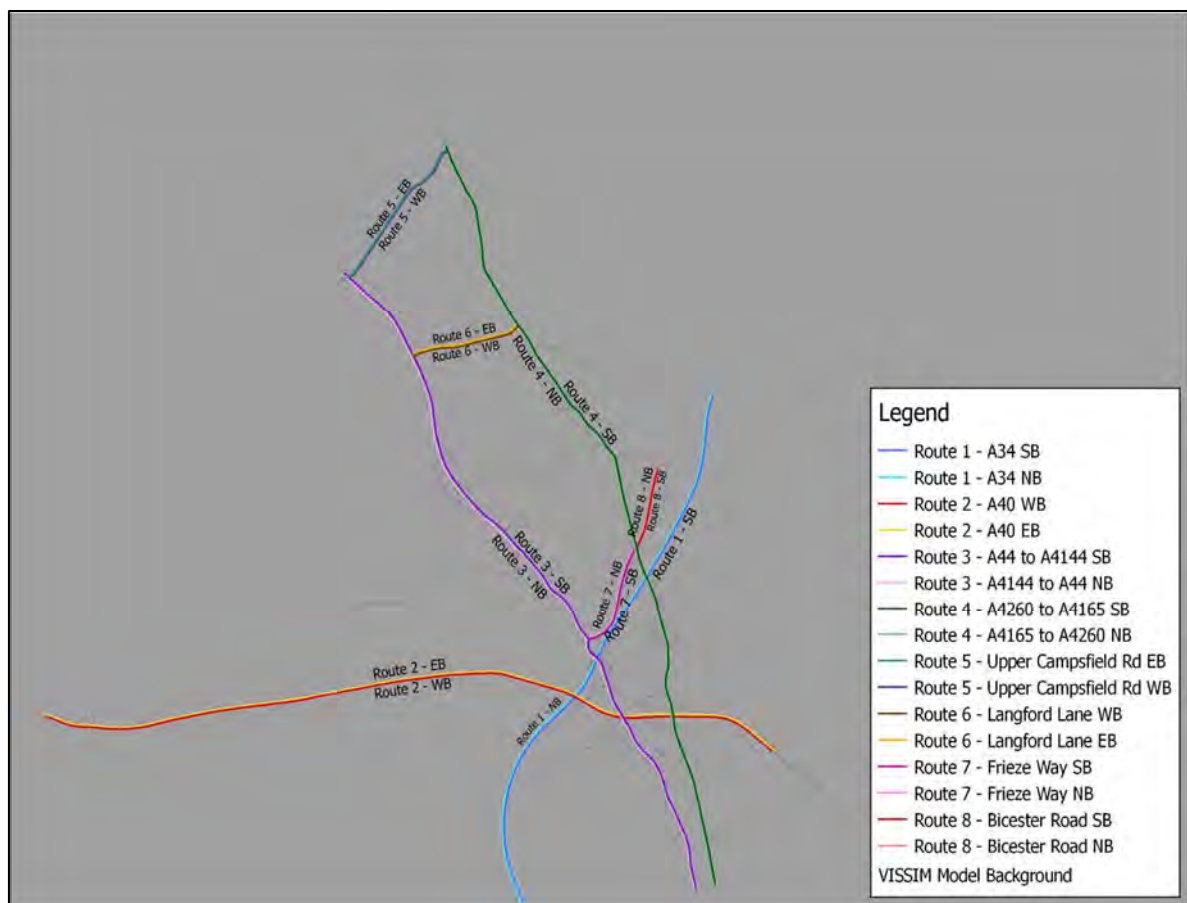 Route 5 - EB
Route 5 - WB
Route 6 - EB
Route 6 - WB
Route 4 - NB
Route 4 - SB
Route 8 - NB
Route 8 - SB
Route 1 - SB
Route 3 - SB
Route 3 - NB
Route 7 - NB
Route 7 - SB
Route 2 - EB
Route 2 - WB
Route 1 - NB
Legend
Route 1 - A34 SB
Route 1 - A34 NB
Route 2 - A40 WB
Route 2 - A40 EB
Route 3 - A44 to A4144 SB
Route 3 - A4144 to A44 NB
Route 4 - A4260 to A4165 SB
Route 4 - A4165 to A4260 NB
Route 5 - Upper Campsfield Rd EB
Route 5 - Upper Campsfield Rd WB
Route 6 - Langford Lane WB
Route 6 - Langford Lane EB
Route 7 - Frieze Way SB
Route 7 - Frieze Way NB
Route 8 - Bicester Road SB
Route 8 - Bicester Road NB
VISSIM Model Background